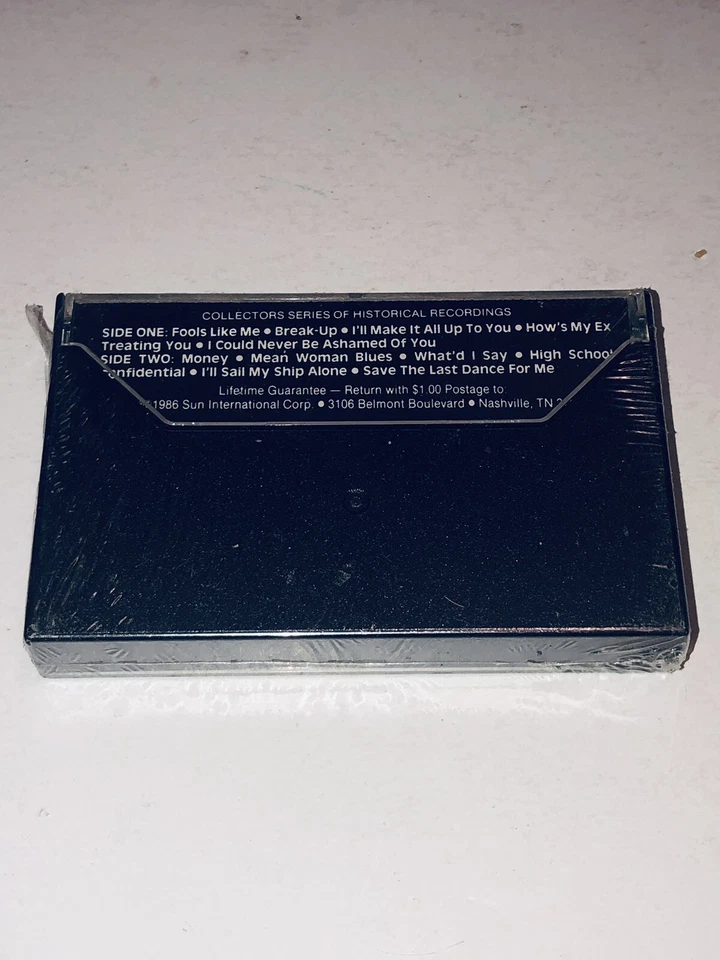 COLLECTORS SERIES OF HISTORICAL RECORDINGS
SIDE ONE: Fools Like Me ● Break-Up ● I'll Make It All Up To You ● How's My Ex
Treating You ● I Could Never Be Ashamed Of You
SIDE TWO: Money ● Mean Woman Blues ● What'd I Say ● High School
Confidential ● I'll Sail My Ship Alone ● Save The Last Dance For Me
Lifetime Guarantee — Return with $1.00 Postage to:
1986 Sun International Corp. ● 3106 Belmont Boulevard ● Nashville, TN